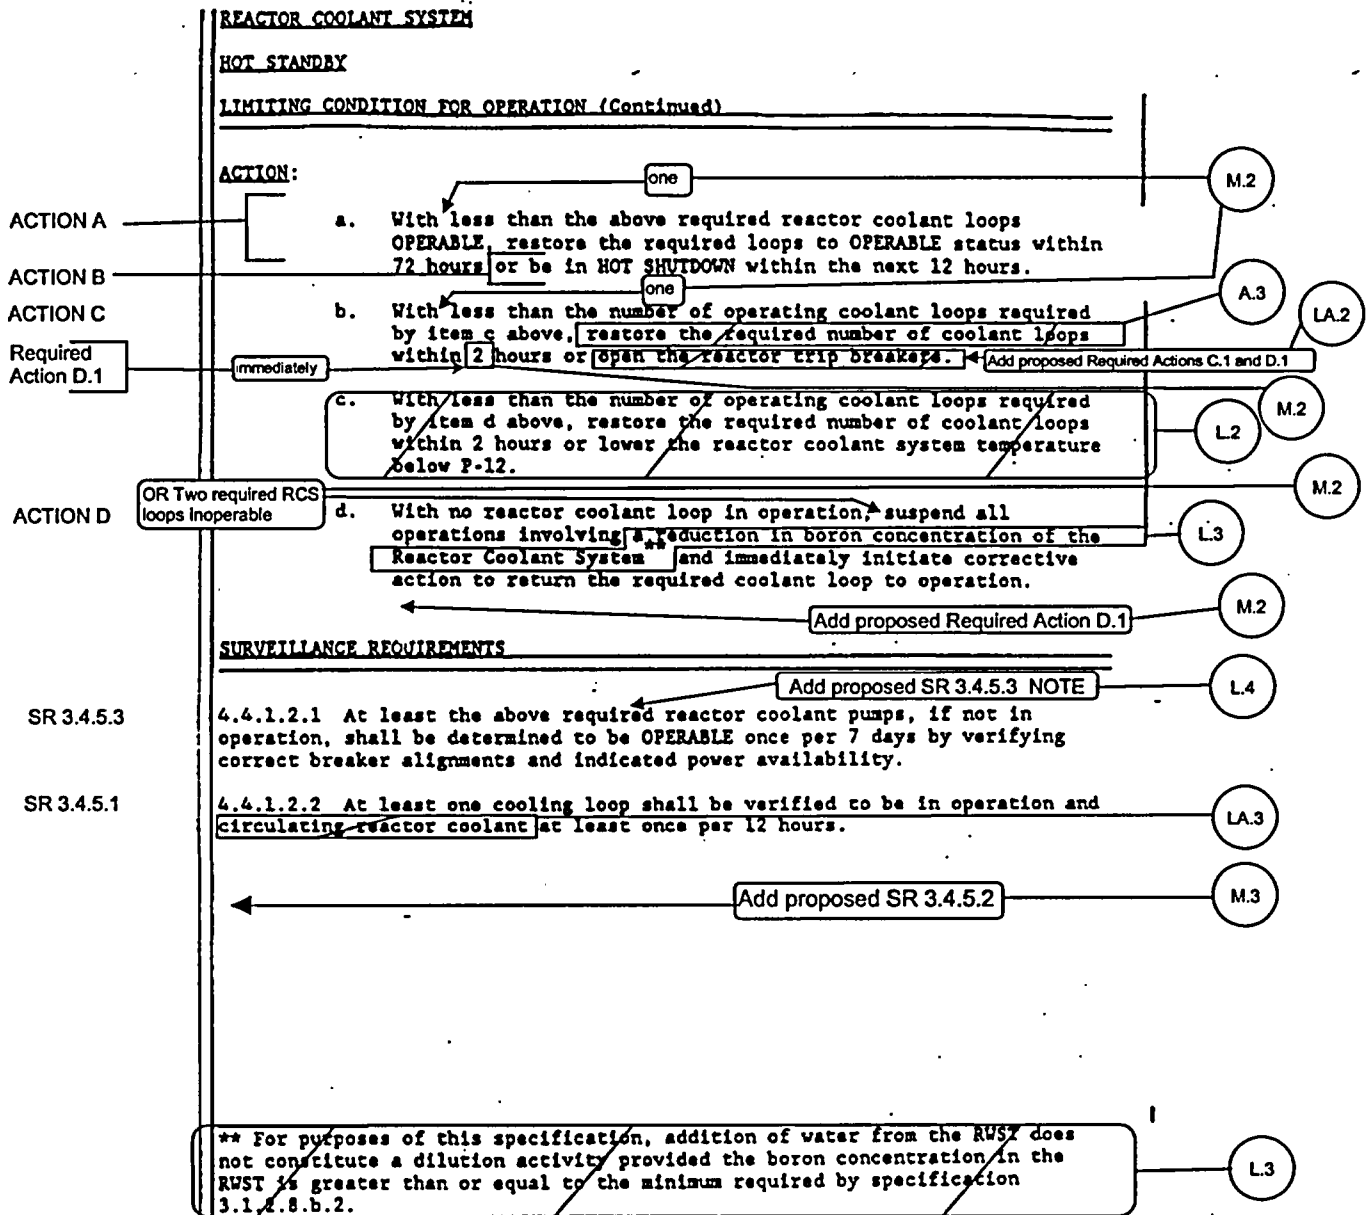 REACTOR COOLANT SYSTEM
HOT STANDBY
LIMITING CONDITION FOR OPERATION (Continued)
ACTION:
one
M.2
ACTION A
a. With less than the above required reactor coolant loops
OPERABLE, restore the required loops to OPERABLE status within
72 hours or be in HOT SHUTDOWN within the next 12 hours.
ACTION B
one
A.3
LA.2
ACTION C
b. With less than the number of operating coolant loops required
by item c above, restore the required number of coolant loops
within 2 hours or open the reactor trip breakers.
Add proposed Required Actions C.1 and D.1
Required
Action D.1
immediately
M.2
c. With less than the number of operating coolant loops required
by item d above, restore the required number of coolant loops
within 2 hours or lower the reactor coolant system temperature
below P-12.
L.2
M.2
OR Two required RCS
loops inoperable
ACTION D
d. With no reactor coolant loop in operation, suspend all
operations involving a reduction in boron concentration of the
Reactor Coolant System** and immediately initiate corrective
action to return the required coolant loop to operation.
L.3
Add proposed Required Action D.1
M.2
SURVEILLANCE REQUIREMENTS
Add proposed SR 3.4.5.3 NOTE
L.4
SR 3.4.5.3
4.4.1.2.1 At least the above required reactor coolant pumps, if not in
operation, shall be determined to be OPERABLE once per 7 days by verifying
correct breaker alignments and indicated power availability.
SR 3.4.5.1
4.4.1.2.2 At least one cooling loop shall be verified to be in operation and
circulating reactor coolant at least once per 12 hours.
LA.3
Add proposed SR 3.4.5.2
M.3
** For purposes of this specification, addition of water from the RWST does
not constitute a dilution activity provided the boron concentration in the
RWST is greater than or equal to the minimum required by specification
3.1.2.8.b.2.
L.3